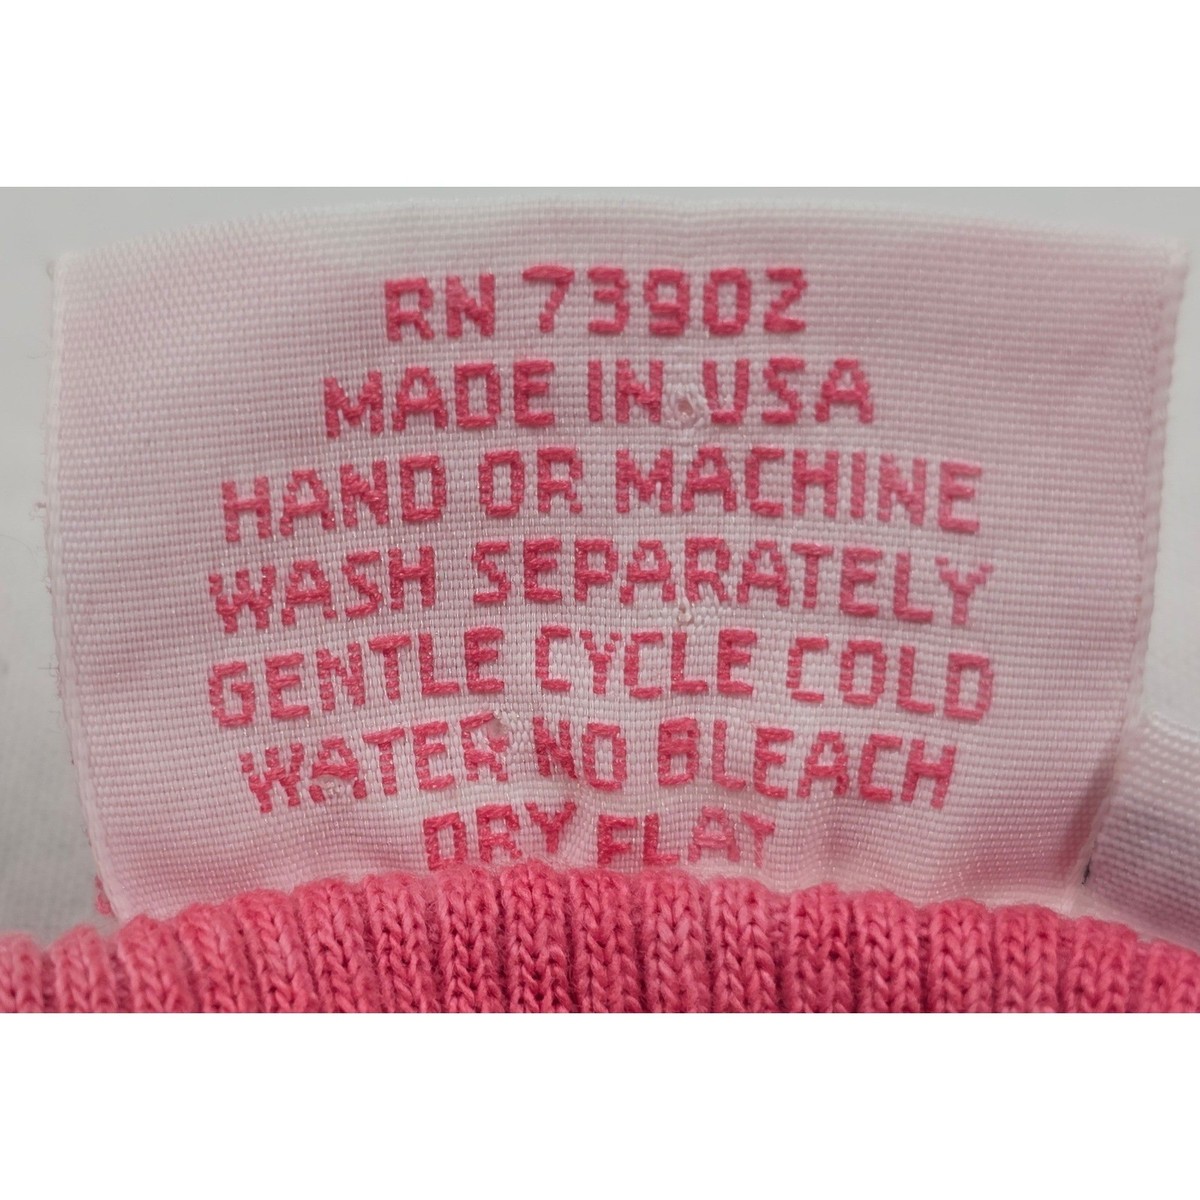 RN 73902
MADE IN USA
HAND OR MACHINE
WASH SEPARATELY
GENTLE CYCLE COLD
WATER NO BLEACH
DRY FLAT